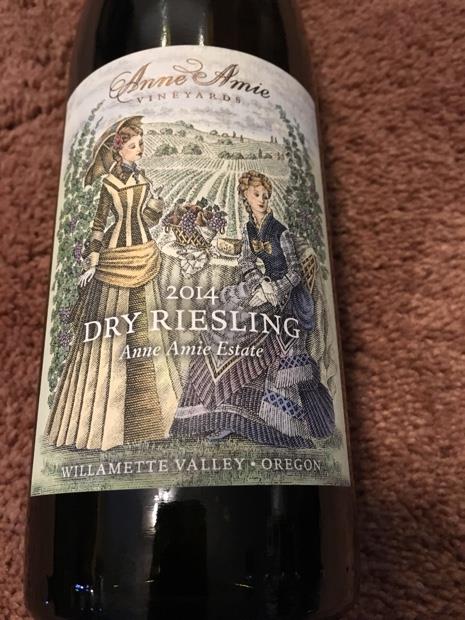 Anne Amie
VINEYARDS
2014
DRY RIESLING
Anne Amie Estate
WILLAMETTE VALLEY • OREGON